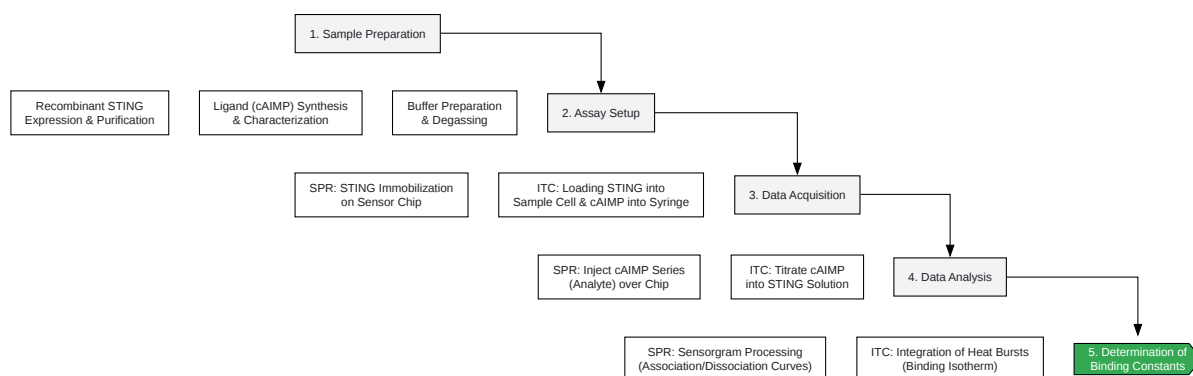 1. Sample Preparation
Recombinant STING
Expression & Purification
Ligand (cAIMP) Synthesis
& Characterization
Buffer Preparation
& Degassing
2. Assay Setup
SPR: STING Immobilization
on Sensor Chip
ITC: Loading STING into
Sample Cell & cAIMP into Syringe
3. Data Acquisition
SPR: Inject cAIMP Series
(Analyte) over Chip
ITC: Titrate cAIMP
into STING Solution
4. Data Analysis
SPR: Sensorgram Processing
(Association/Dissociation Curves)
ITC: Integration of Heat Bursts
(Binding Isotherm)
5. Determination of
Binding Constants